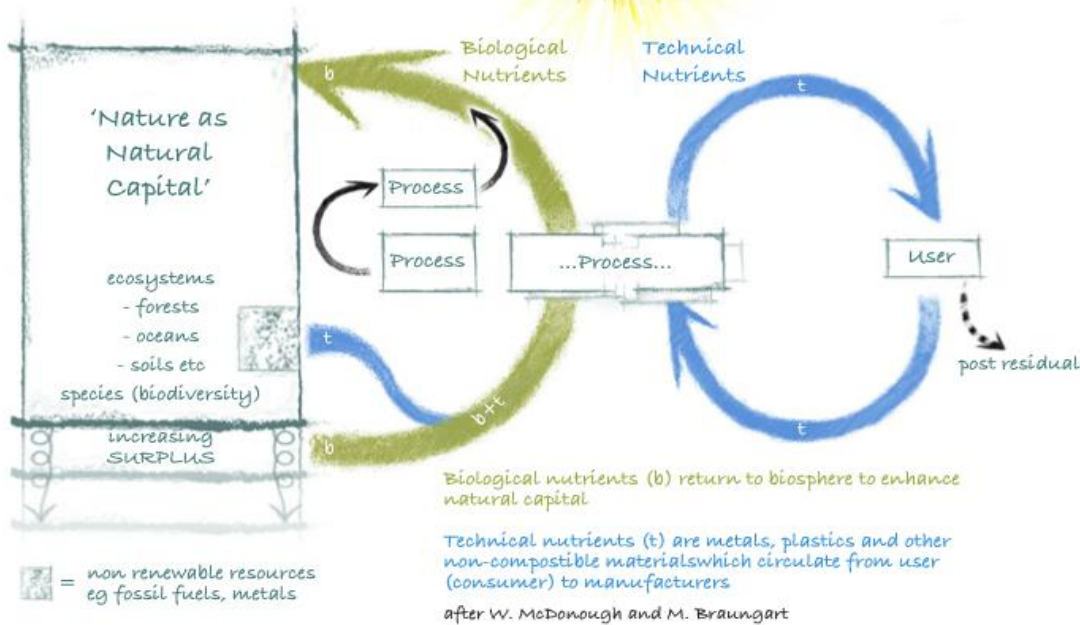 Biological
Nutrients
Technical
Nutrients
b
t
'Nature as
Natural
Capital'
Process
Process
...Process...
User
ecosystems
- forests
- oceans
- soils etc
species (biodiversity)
t
post residual
b+t
t
increasing
SURPLUS
b
Biological nutrients (b) return to biosphere to enhance
natural capital
Technical nutrients (t) are metals, plastics and other
non-compostible materialswhich circulate from user
(consumer) to manufacturers
= non renewable resources
eg fossil fuels, metals
after W. McDonough and M. Braungart